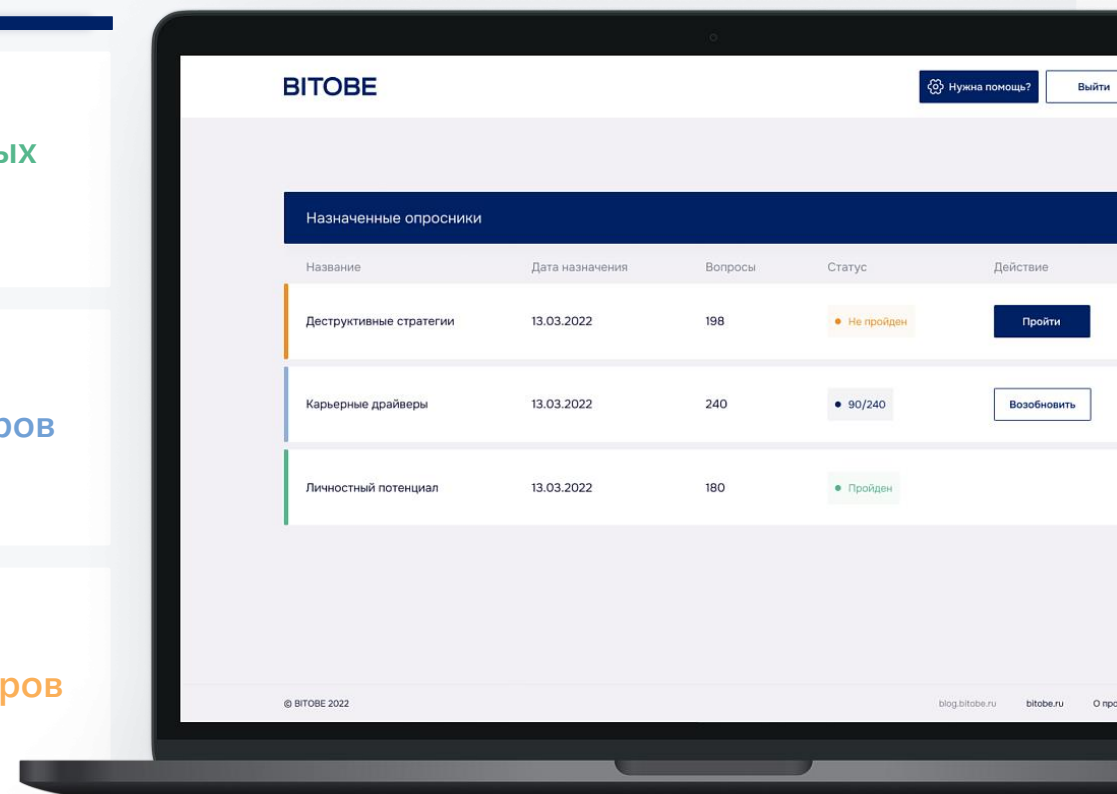 ых
ров
ров
BITOBE
Нужна помощь? Выйти
Назначенные опросники
Название Дата назначения Вопросы Статус Действие
Деструктивные стратегии 13.03.2022 198 Не пройден Пройти
Карьерные драйверы 13.03.2022 240 90/240 Возобновить
Личностный потенциал 13.03.2022 180 Пройден
© BITOBE 2022 blog.bitobe.ru bitobe.ru О про